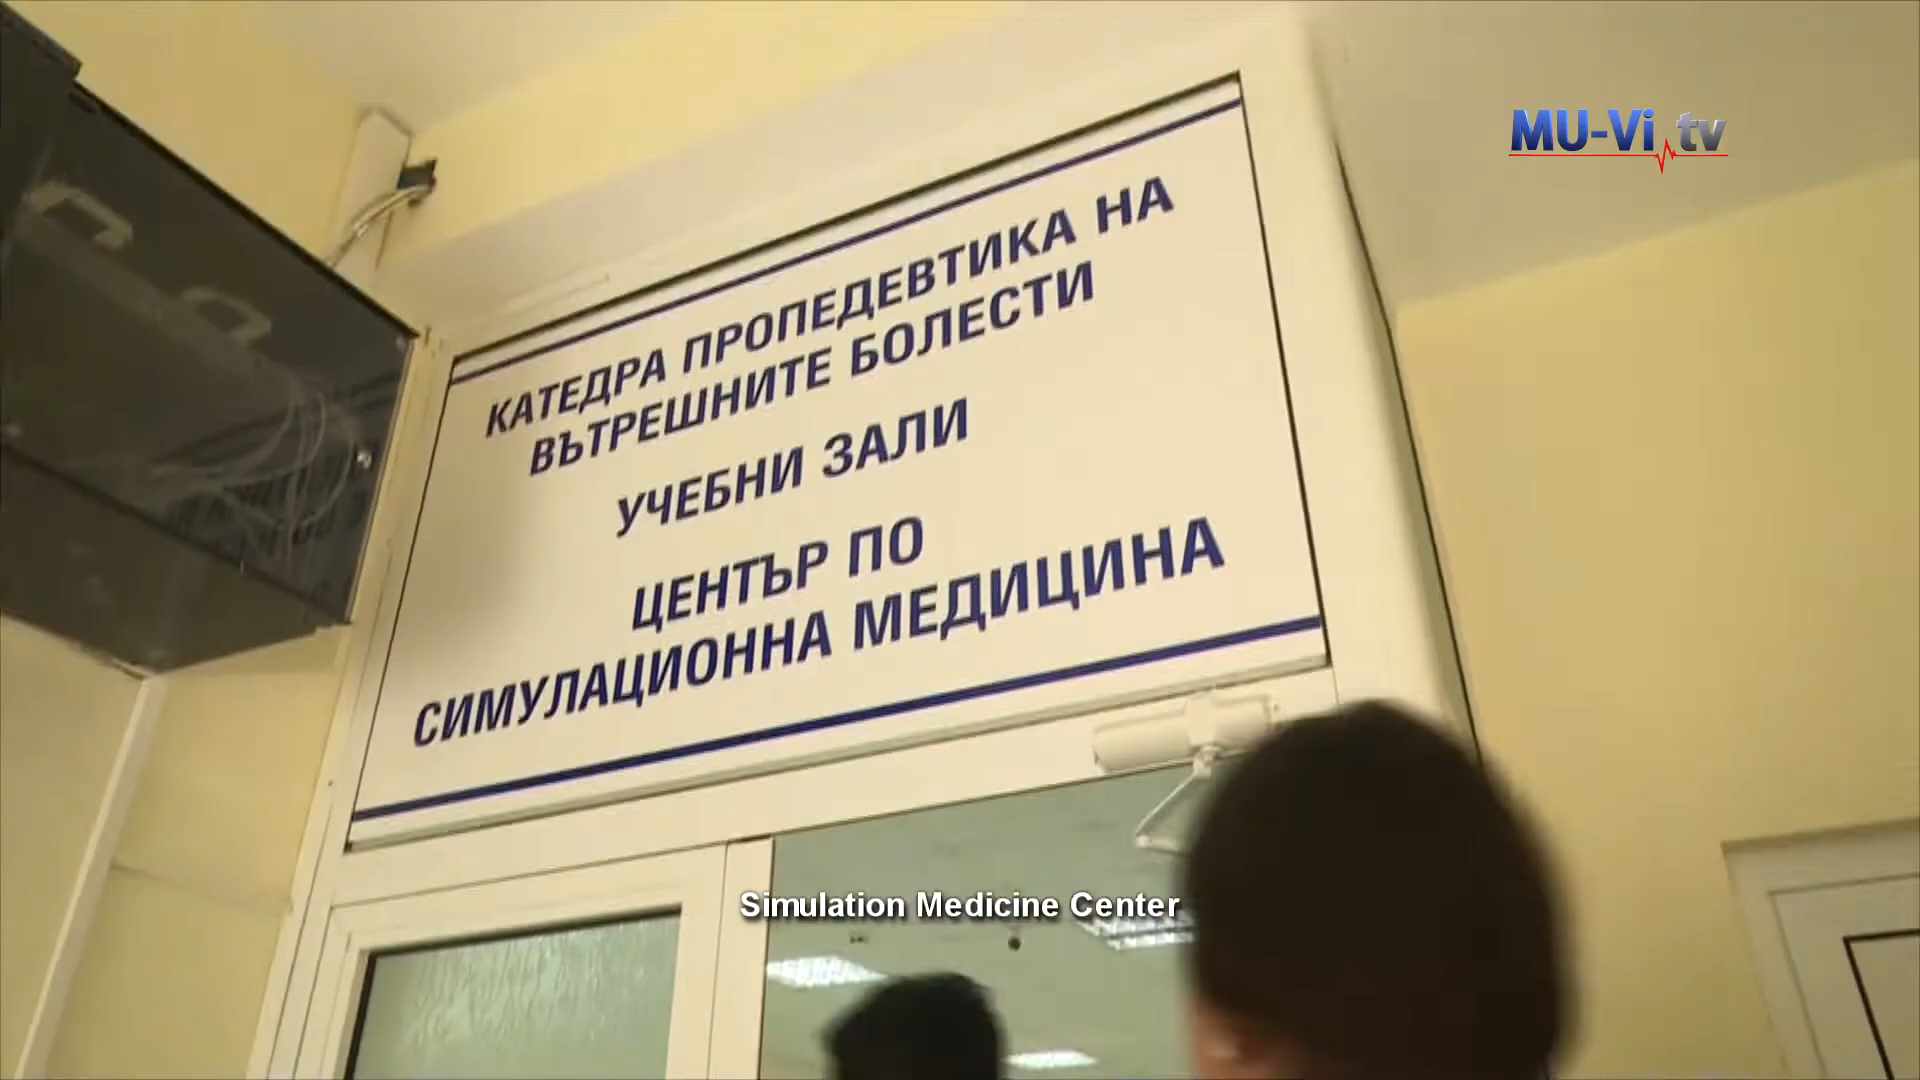 MU-Vi.tv
КАТЕДРА ПРОПЕДЕВТИКА НА
ВЪТРЕШНИТЕ БОЛЕСТИ
УЧЕБНИ ЗАЛИ
ЦЕНТЪР ПО
СИМУЛАЦИОННА МЕДИЦИНА
Simulation Medicine Center